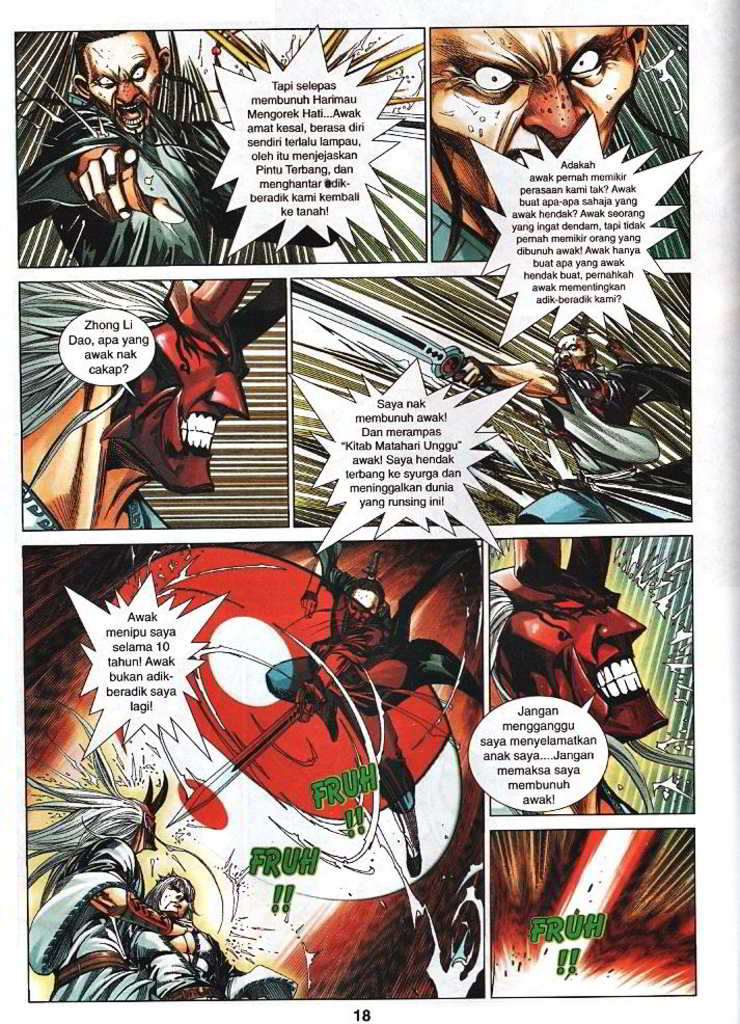 Tapi selepas
membunuh Harimau
Mengorek Hati...Awak
amat kesal, berasa diri
sendiri terlalu lampau,
oleh itu menjejaskan
Pintu Terbang, dan
menghantar adik-
beradik kami kembali
ke tanah!
Adakah
awak pernah memikir
perasaan kami tak? Awak
buat apa-apa sahaja yang
awak hendak? Awak seorang
yang ingat dendam, tapi tidak
pernah memikir orang yang
dibunuh awak! Awak hanya
buat apa yang awak
hendak buat, pernahkah
awak mementingkan
adik-beradik kami?
Zhong Li
Dao, apa yang
awak nak
cakap?
Saya nak
membunuh awak!
Dan merampas
“Kitab Matahari Unggu”
awak! Saya hendak
terbang ke syurga dan
meninggalkan dunia
yang runsing ini!
Awak
menipu saya
selama 10
tahun! Awak
bukan adik-
beradik saya
lagi!
FRUH
!!
FRUH
!!
Jangan
mengganggu
saya menyelamatkan
anak saya....Jangan
memaksa saya
membunuh
awak!
FRUH
!!
18